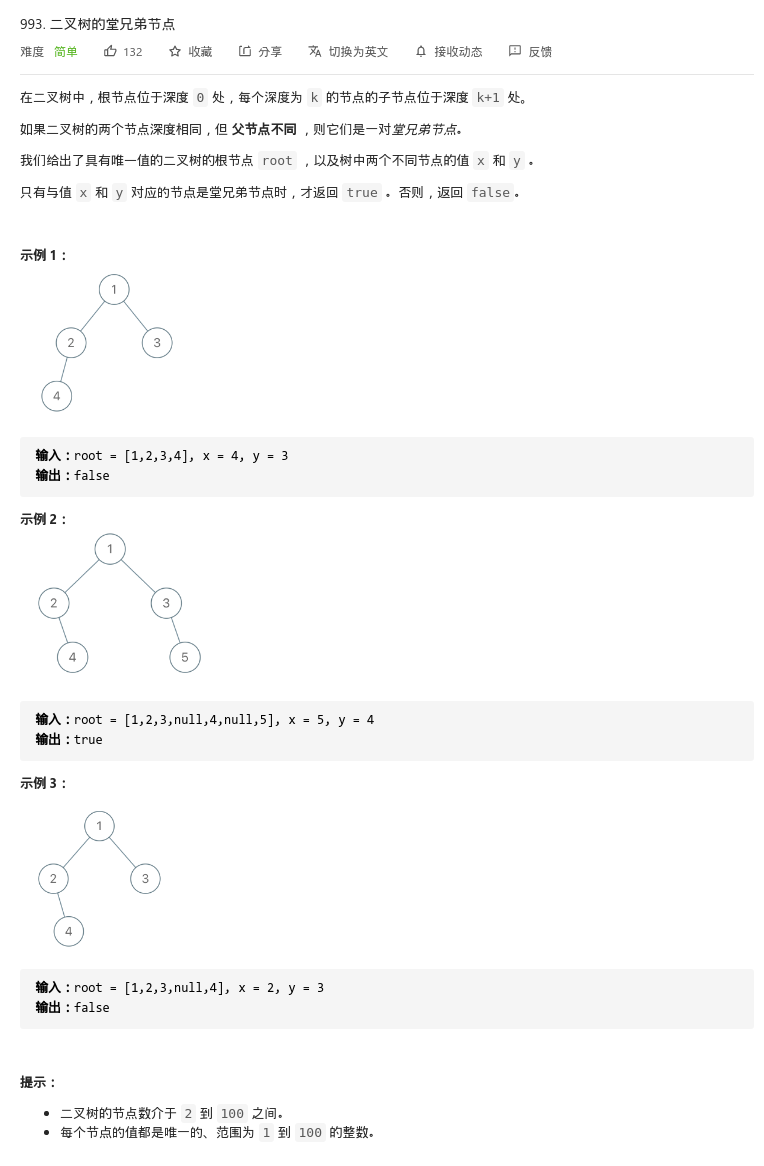 993. 二叉树的堂兄弟节点
难度 简单 132 收藏 分享 切换为英文 接收动态 反馈
在二叉树中，根节点位于深度 0 处，每个深度为 k 的节点的子节点位于深度 k+1 处。
如果二叉树的两个节点深度相同，但 父节点不同 ，则它们是一对堂兄弟节点。
我们给出了具有唯一值的二叉树的根节点 root ，以及树中两个不同节点的值 x 和 y 。
只有与值 x 和 y 对应的节点是堂兄弟节点时，才返回 true 。否则，返回 false。
示例 1：
1
2 3
4
输入：root = [1,2,3,4], x = 4, y = 3
输出：false
示例 2：
1
2 3
4 5
输入：root = [1,2,3,null,4,null,5], x = 5, y = 4
输出：true
示例 3：
1
2 3
4
输入：root = [1,2,3,null,4], x = 2, y = 3
输出：false
提示：
二叉树的节点数介于 2 到 100 之间。
每个节点的值都是唯一的、范围为 1 到 100 的整数。